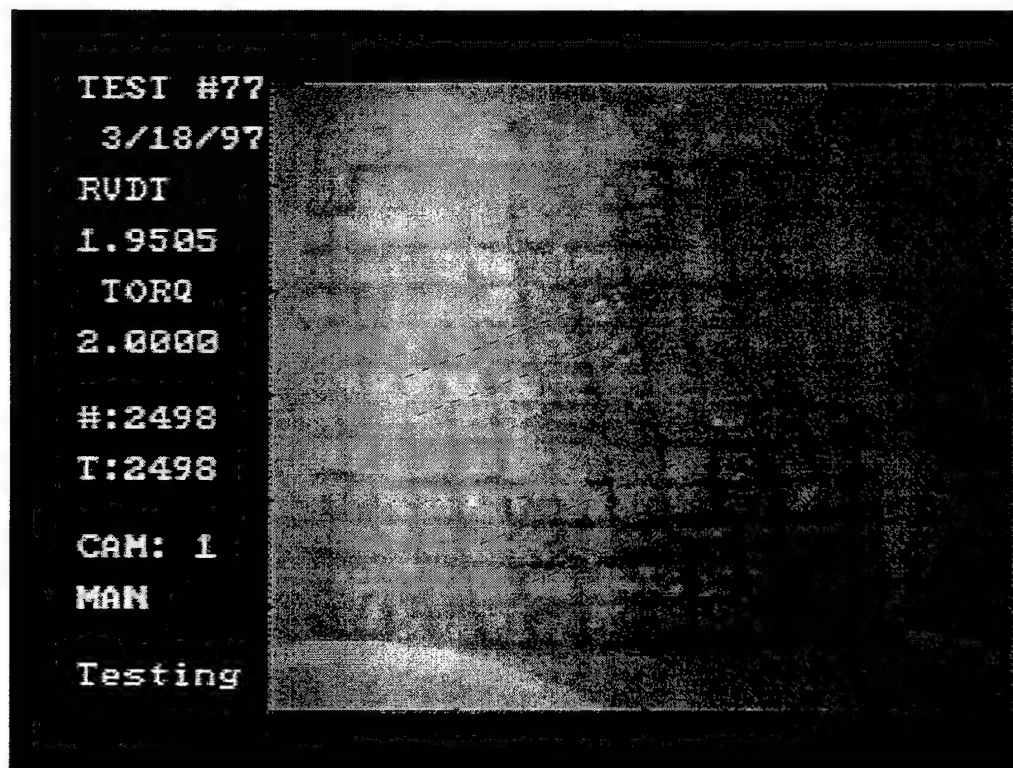 TEST #77
3/18/97
RVDT
1.9505
TORQ
2.0000
#:2498
T:2498
CAM: 1
MAN
Testing